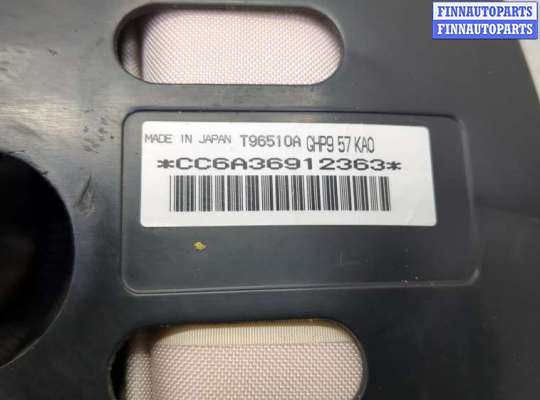 FINNAUTOPARTS
FINNAUTOPARTS
MADE IN JAPAN T96510A GHP9 57 KA0
*CC6A36912363*